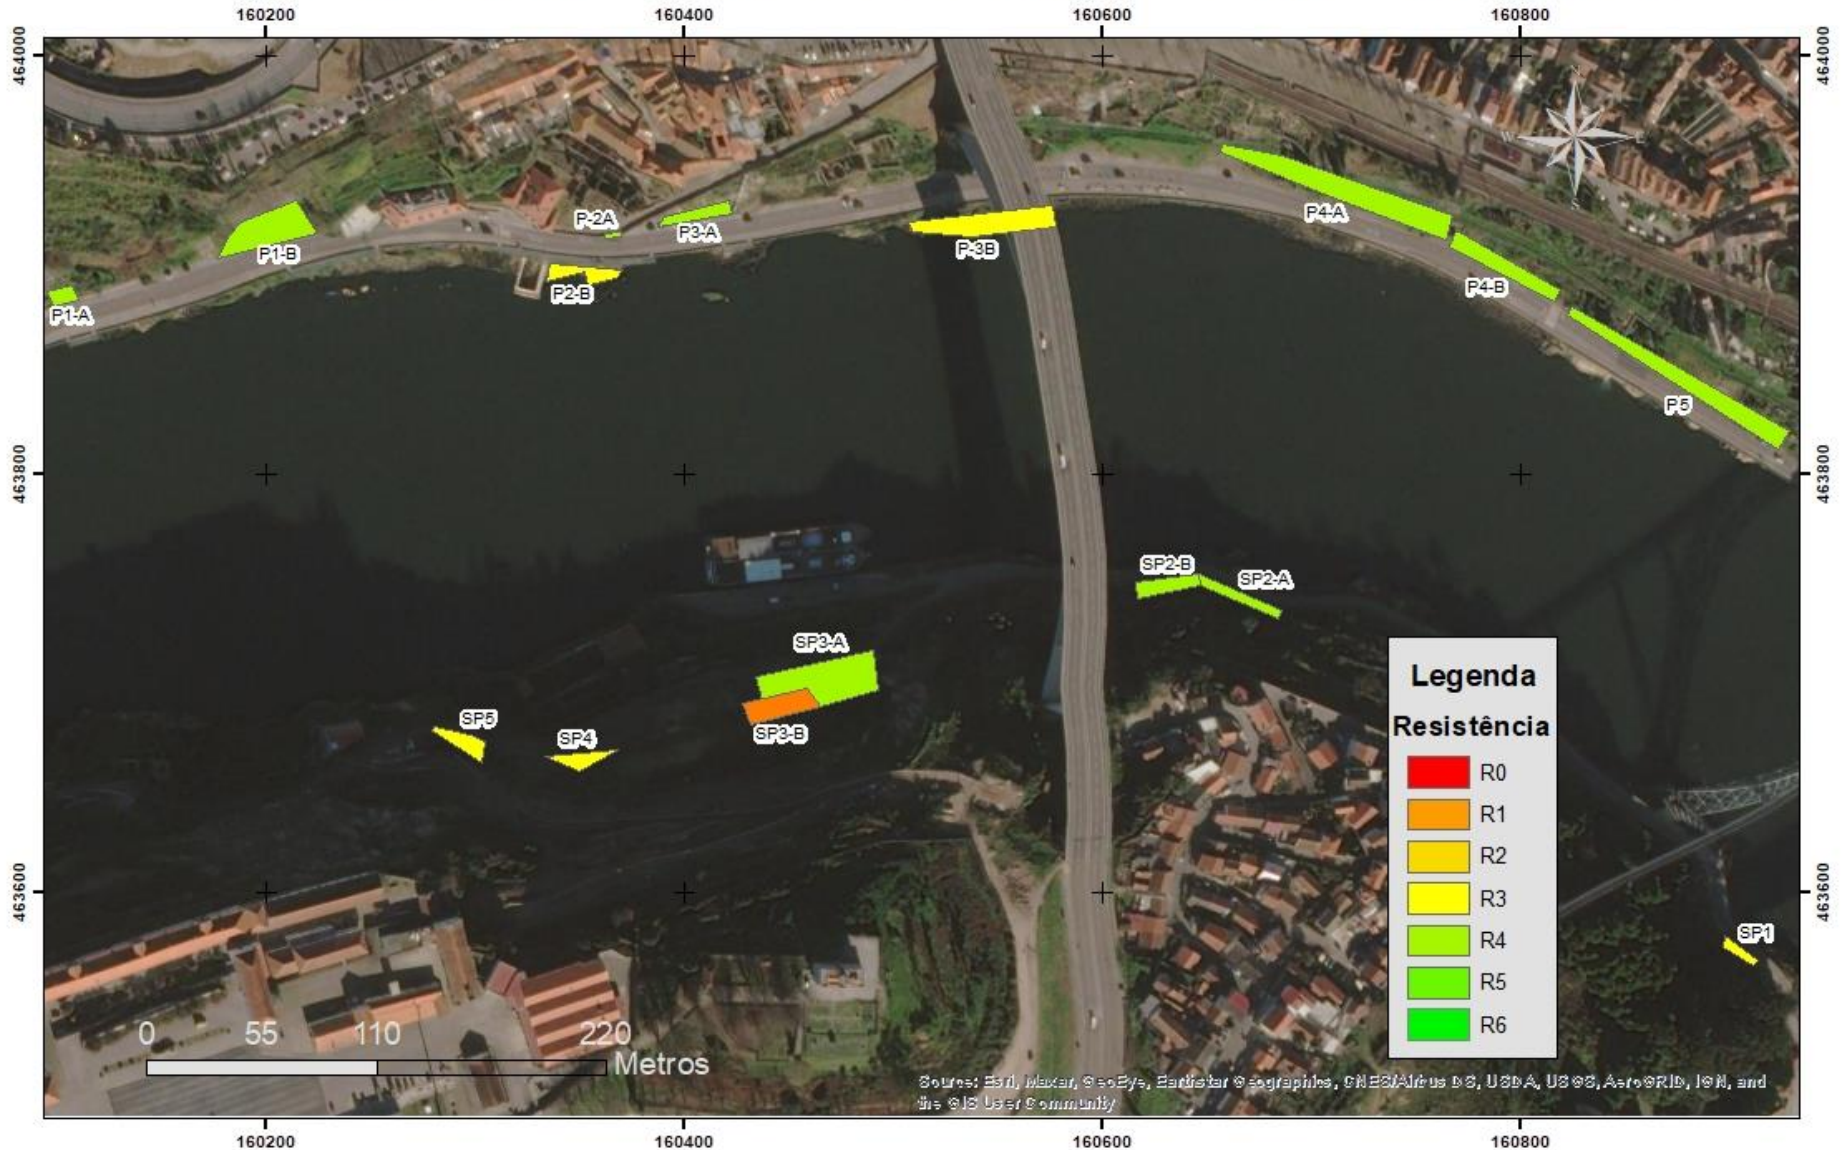 160200 160400 160600 160800
464000 464000
P-2A
P1-B P3-A P4-A
P-3B
P1-A P2-B P4-B
P5
463800 463800
SP2-B SP2-A
SP3-A
SP5 SP4 SP3-B
463600 463600
SP1
Legenda
Resistência
R0
R1
R2
R3
R4
R5
R6
0 55 110 220
Metros
Source: Esri, Maxar, GeoEye, Earthstar Geographics, CNES/Airbus DS, USDA, USGS, AeroGRID, IGN, and
the GIS User Community
160200 160400 160600 160800